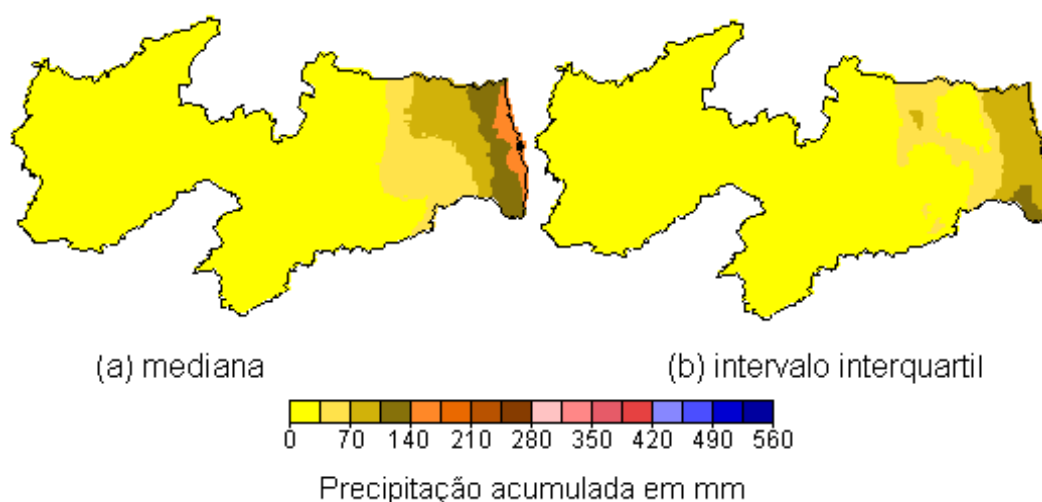 (a) mediana
(b) intervalo interquartil
0 70 140 210 280 350 420 490 560
Precipitação acumulada em mm